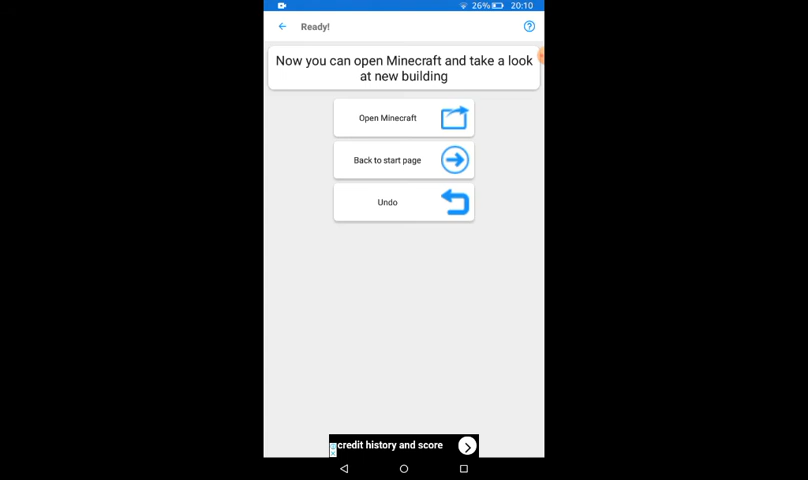 26% 20:10
Ready!
Now you can open Minecraft and take a look
at new building
Open Minecraft
Back to start page
Undo
credit history and score